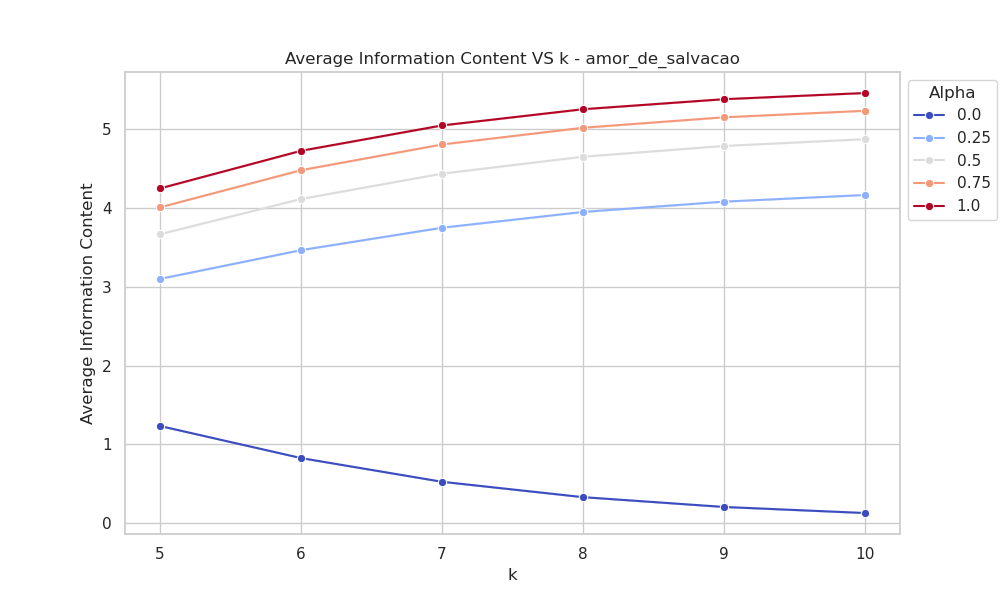 Average Information Content VS k - amor_de_salvacao
Alpha
0.0
0.25
0.5
0.75
1.0
Average Information Content
5
4
3
2
1
0
5 6 7 8 9 10
k